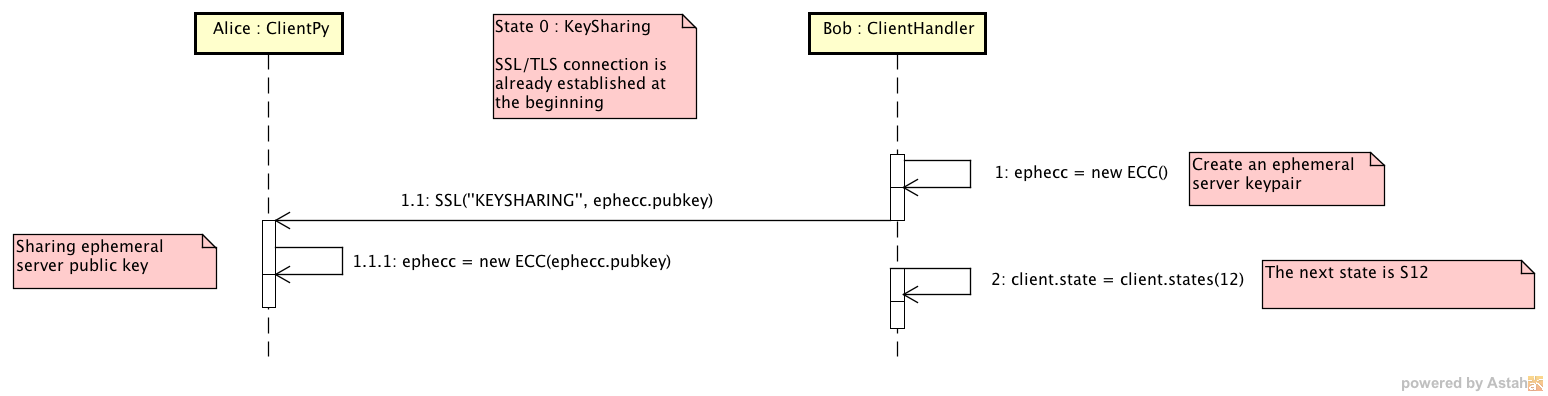 Alice : ClientPy
State 0 : KeySharing
SSL/TLS connection is
already established at
the beginning
Bob : ClientHandler
1: ephecc = new ECC()
Create an ephemeral
server keypair
1.1: SSL("KEYSHARING", ephecc.pubkey)
Sharing ephemeral
server public key
1.1.1: ephecc = new ECC(ephecc.pubkey)
2: client.state = client.states(12)
The next state is S12
powered by Astah